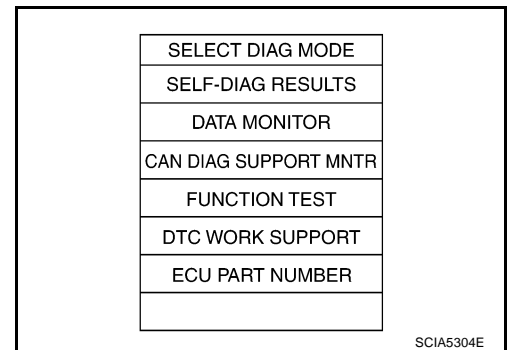 SELECT DIAG MODE
SELF-DIAG RESULTS
DATA MONITOR
CAN DIAG SUPPORT MNTR
FUNCTION TEST
DTC WORK SUPPORT
ECU PART NUMBER
SCIA5304E